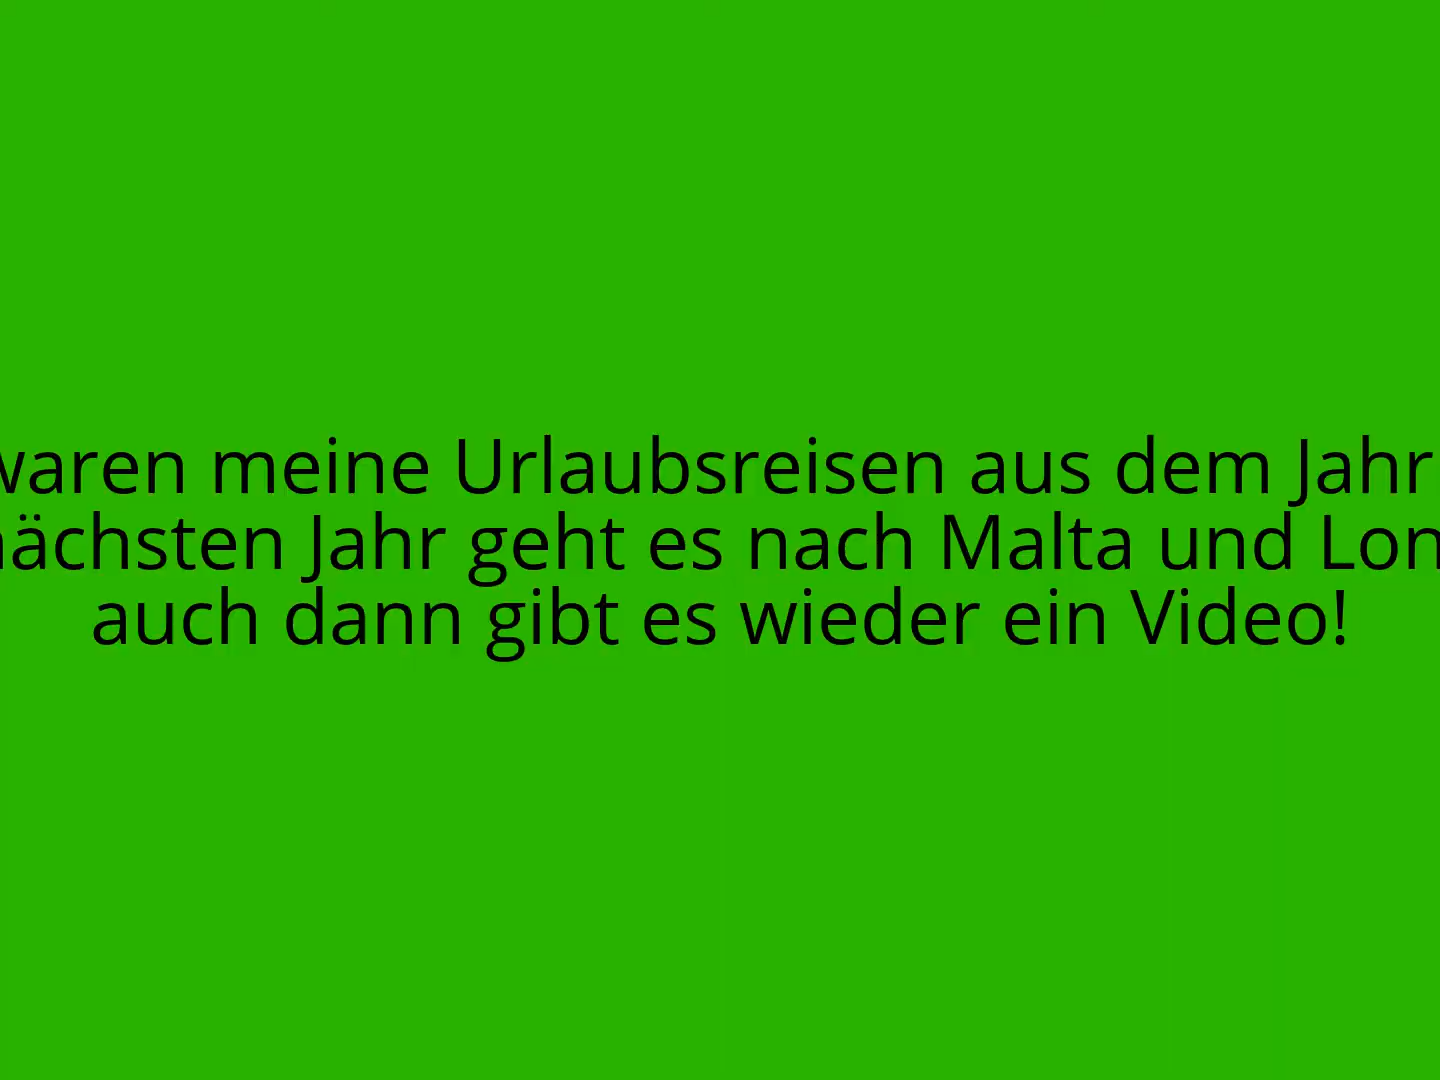 waren meine Urlaubsreisen aus dem Jahr
nächsten Jahr geht es nach Malta und Lon
auch dann gibt es wieder ein Video!